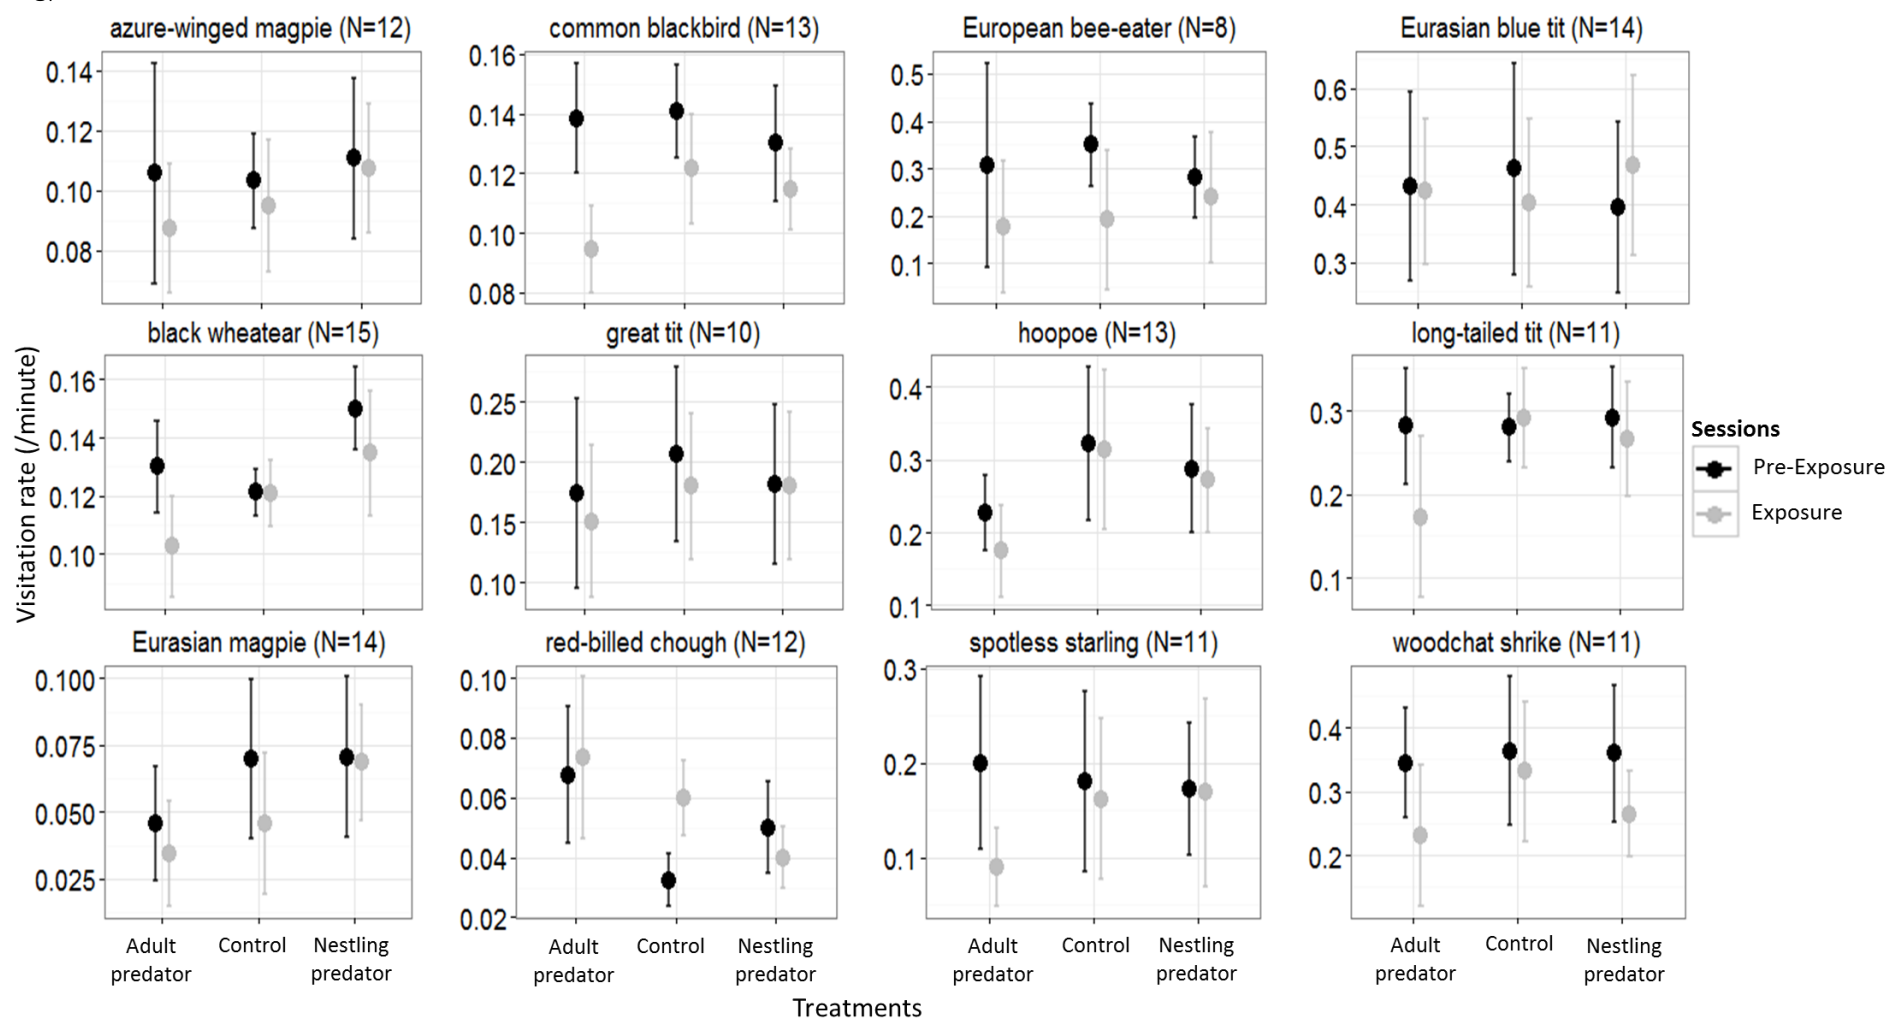 azure-winged magpie (N=12)
common blackbird (N=13)
European bee-eater (N=8)
Eurasian blue tit (N=14)
0.14
0.12
0.10
0.08
0.16
0.14
0.12
0.10
0.08
0.5
0.4
0.3
0.2
0.1
0.6
0.5
0.4
0.3
black wheatear (N=15)
great tit (N=10)
hoopoe (N=13)
long-tailed tit (N=11)
0.16
0.14
0.12
0.10
0.25
0.20
0.15
0.10
0.4
0.3
0.2
0.1
0.3
0.2
0.1
Visitation rate (/minute)
Sessions
Pre-Exposure
Exposure
Eurasian magpie (N=14)
red-billed chough (N=12)
spotless starling (N=11)
woodchat shrike (N=11)
0.100
0.075
0.050
0.025
0.10
0.08
0.06
0.04
0.02
0.3
0.2
0.1
0.4
0.3
0.2
Adult
predator
Control
Nestling
predator
Adult
predator
Control
Nestling
predator
Adult
predator
Control
Nestling
predator
Adult
predator
Control
Nestling
predator
Treatments